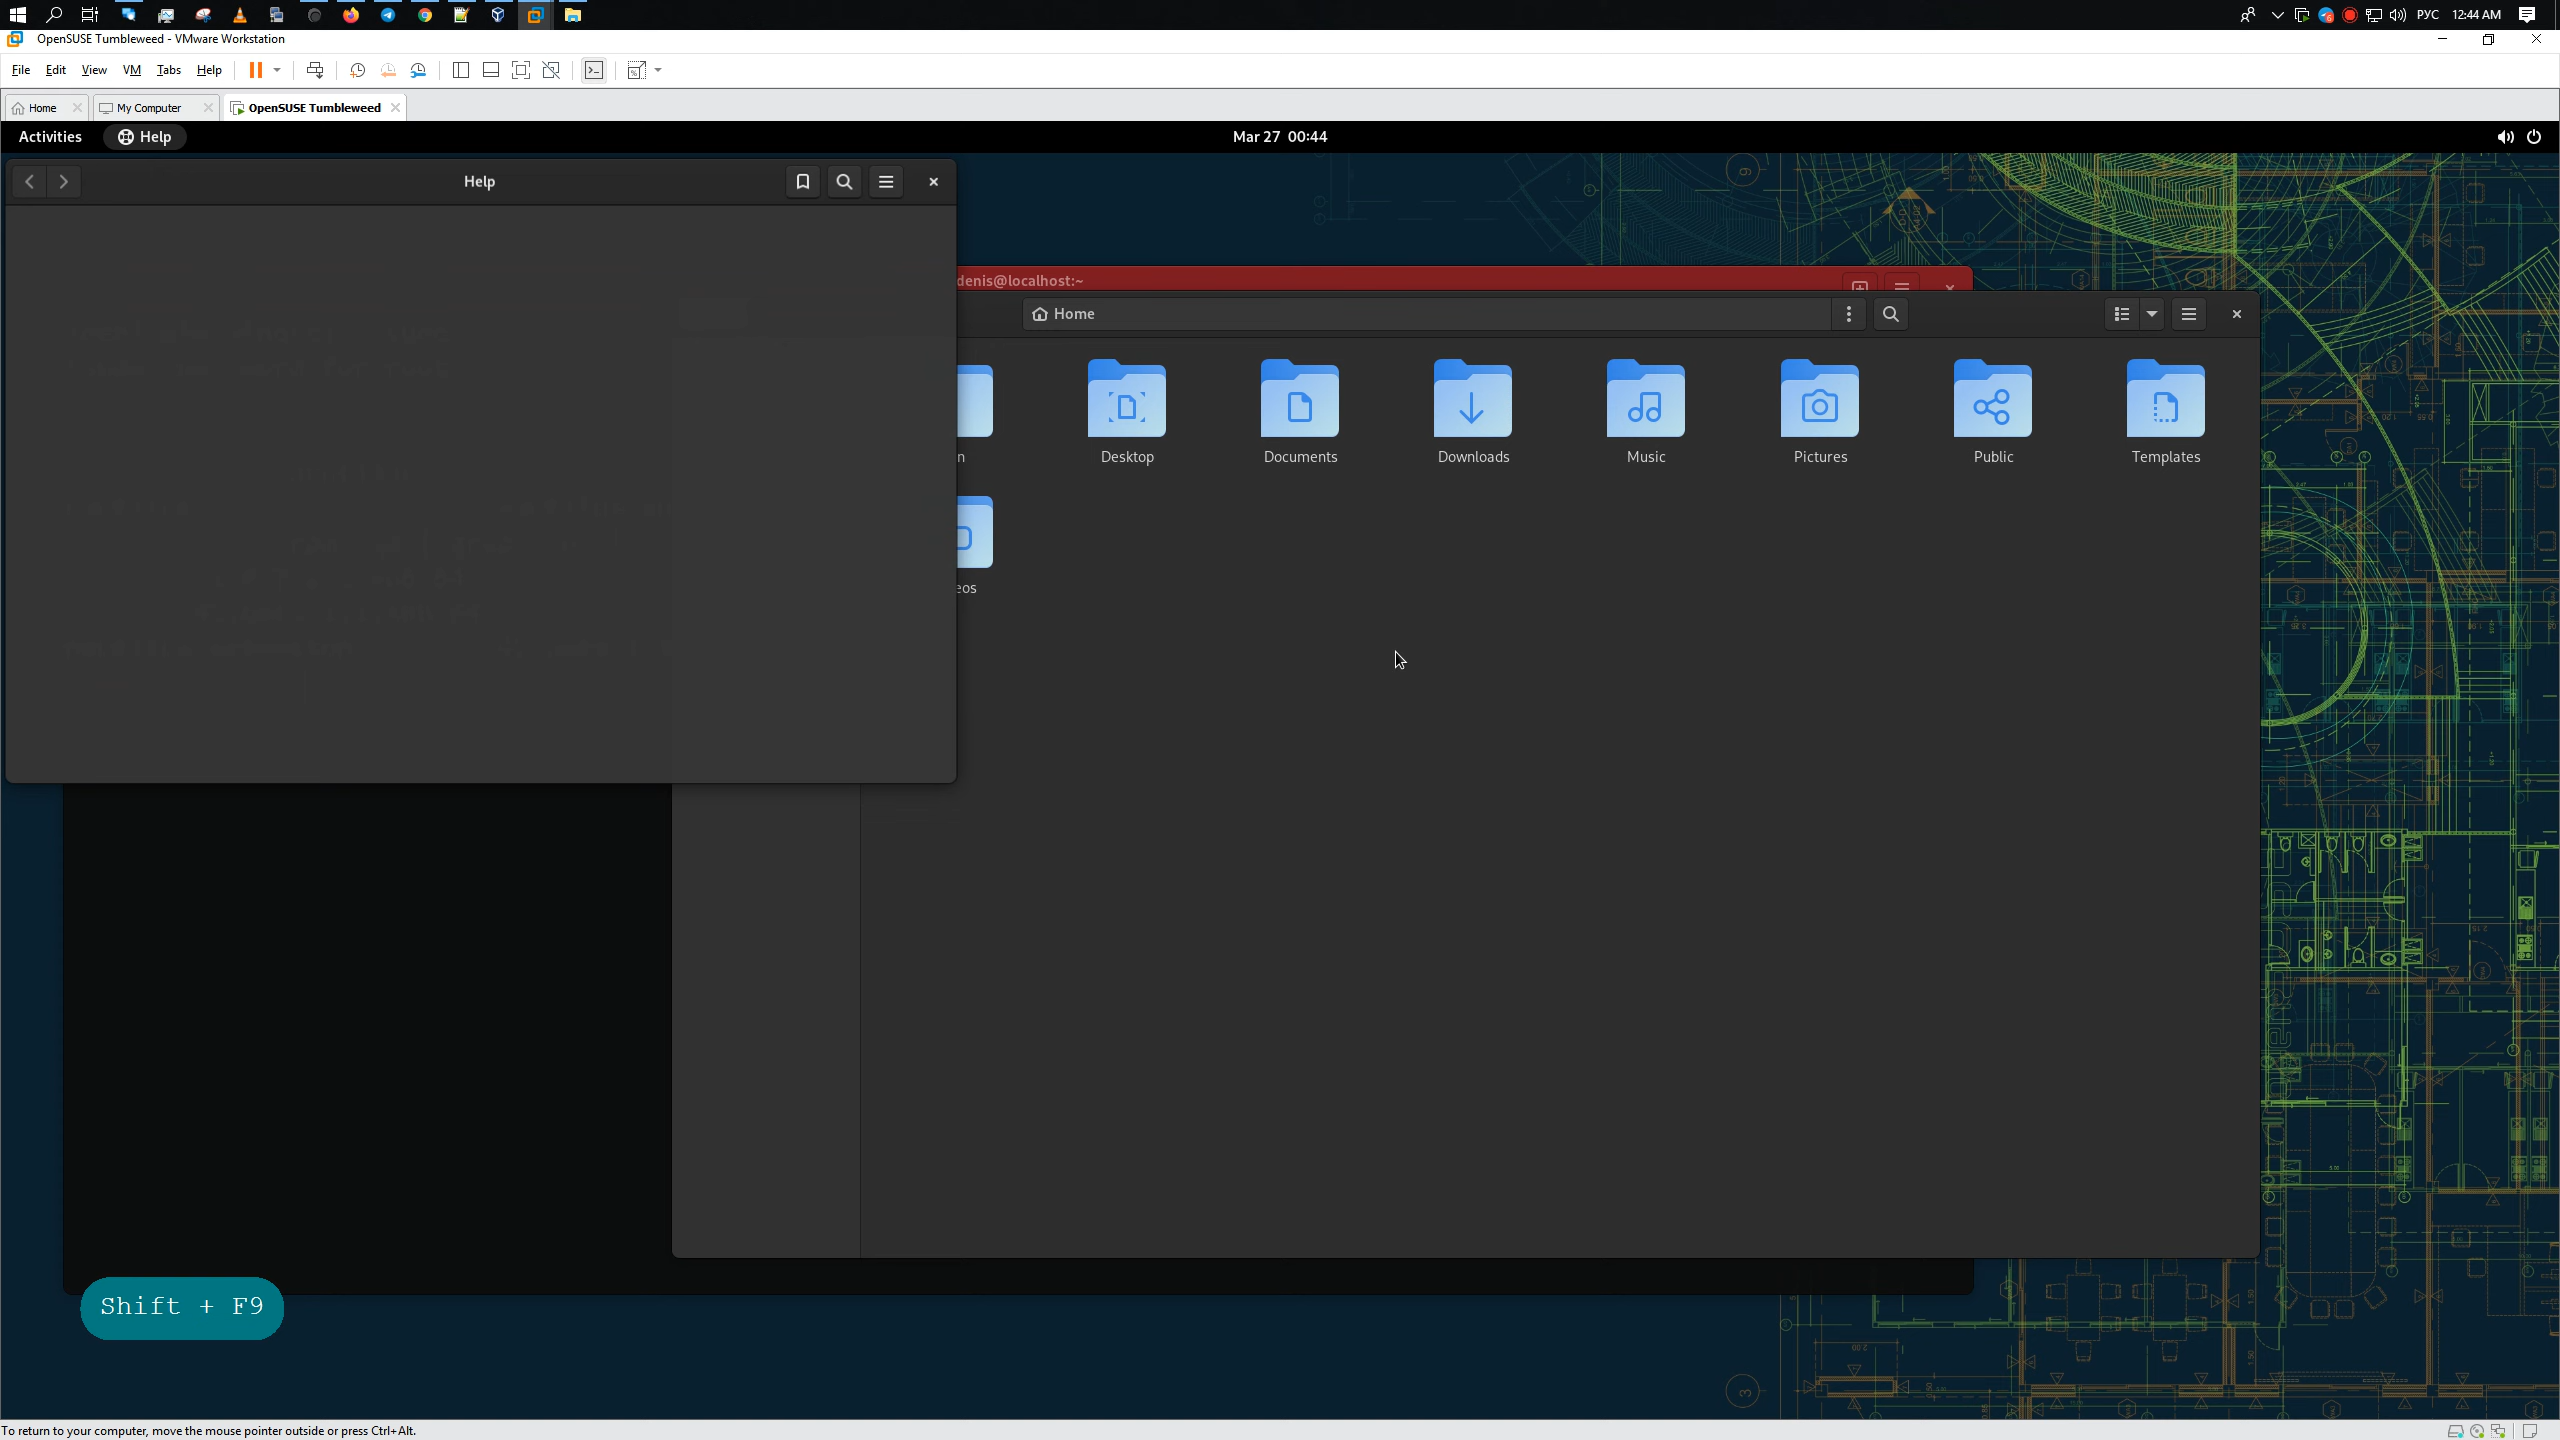 РУС
12:44 AM
OpenSUSE Tumbleweed - VMware Workstation
File Edit View VM Tabs Help
Home
My Computer
OpenSUSE Tumbleweed
Activities
Help
Mar 27 00:44
Help
denis@localhost:~
Home
n
Desktop
Documents
Downloads
Music
Pictures
Public
Templates
eos
Shift + F9
To return to your computer, move the mouse pointer outside or press Ctrl+Alt.